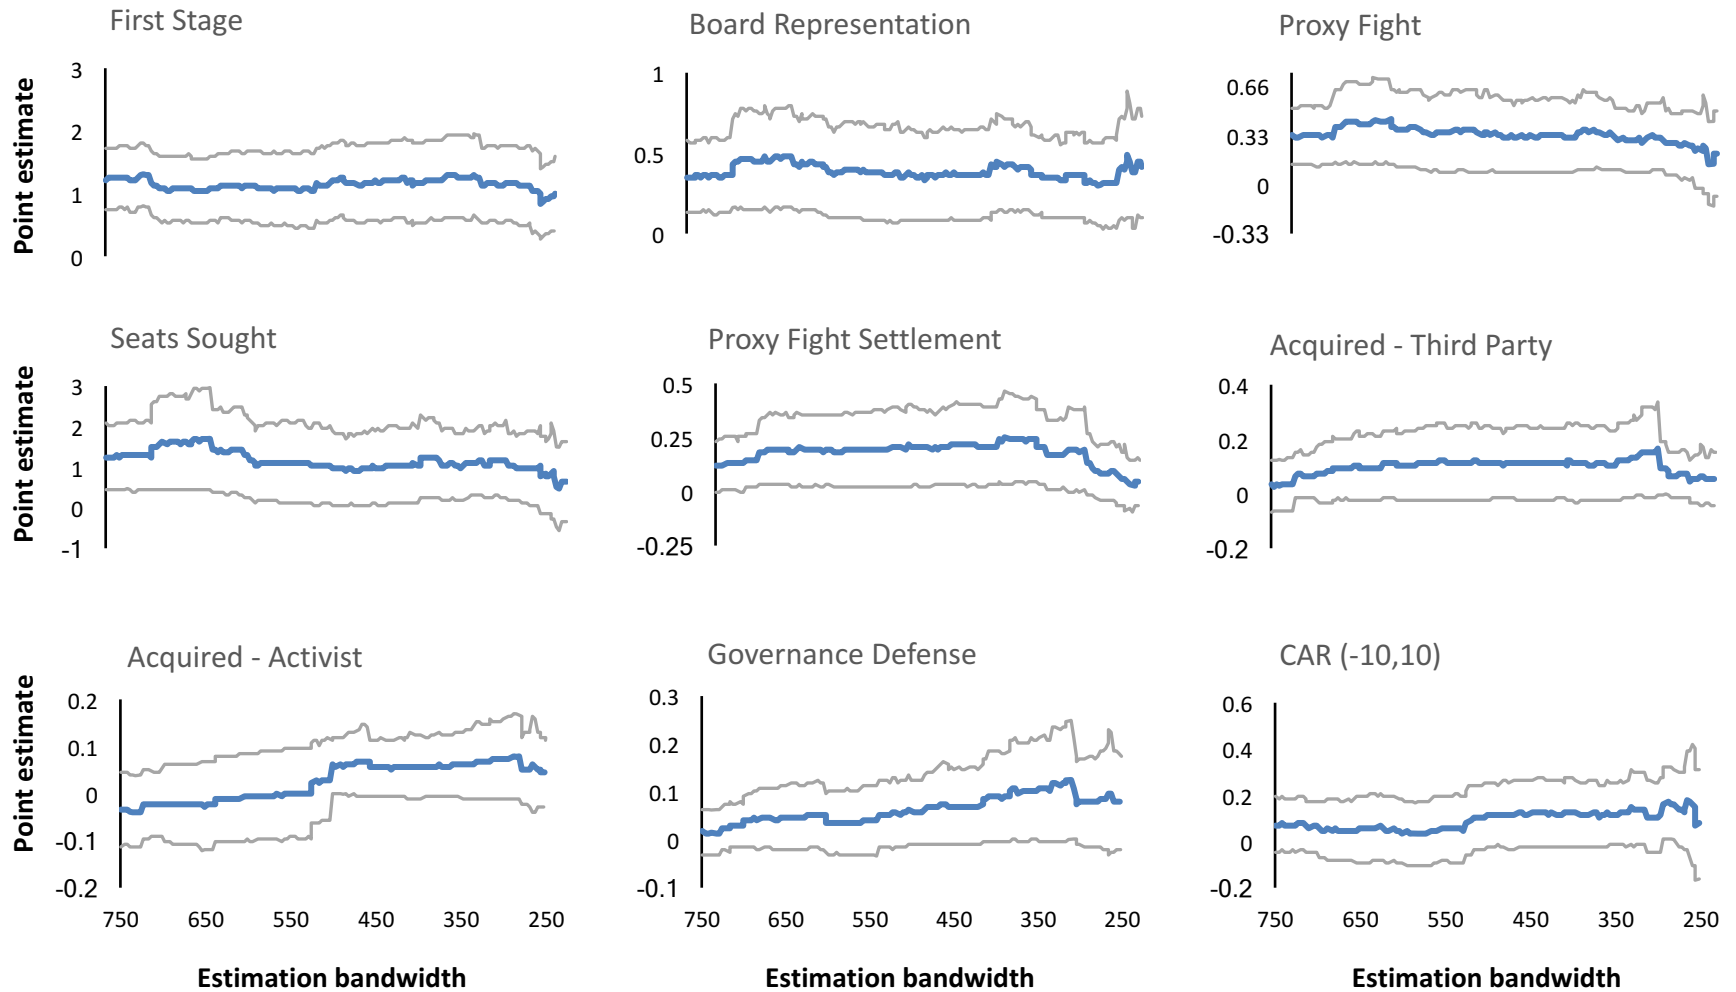 First Stage
Board Representation
Proxy Fight
Point estimate
3
2
1
0
1
0.5
0
0.66
0.33
0
-0.33
Seats Sought
Proxy Fight Settlement
Acquired - Third Party
Point estimate
3
2
1
0
-1
0.5
0.25
0
-0.25
0.4
0.2
0
-0.2
Acquired - Activist
Governance Defense
CAR (-10,10)
Point estimate
0.2
0.1
0
-0.1
-0.2
0.3
0.2
0.1
0
-0.1
0.6
0.4
0.2
0
-0.2
750 650 550 450 350 250
750 650 550 450 350 250
750 650 550 450 350 250
Estimation bandwidth
Estimation bandwidth
Estimation bandwidth